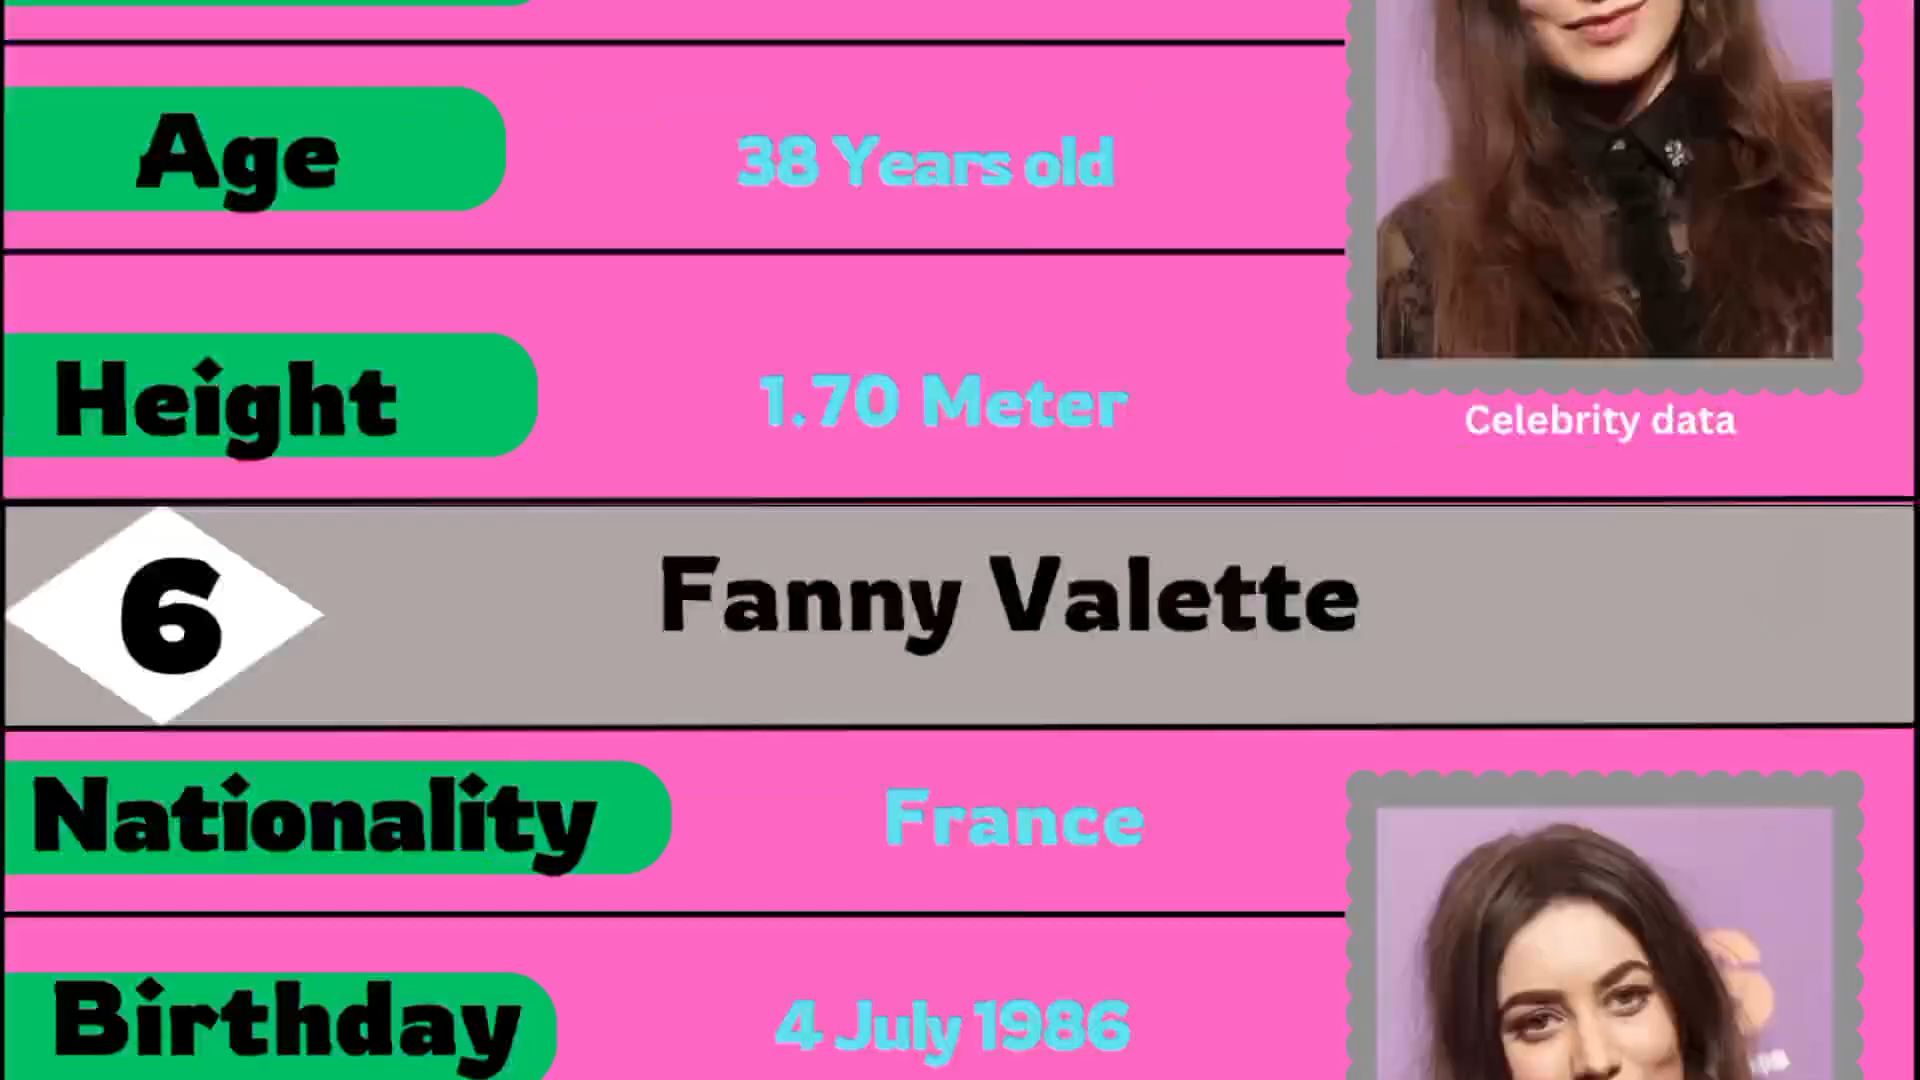 Age
38 Years old
Height
1.70 Meter
Celebrity data
6
Fanny Valette
Nationality
France
Birthday
4 July 1986